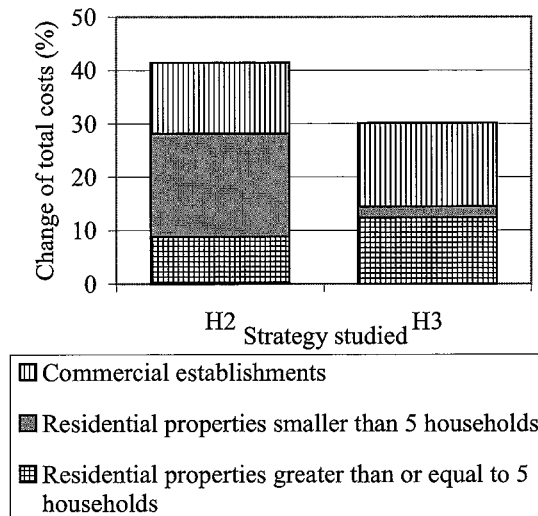 Change of total costs (%)
50
40
30
20
10
0
H2
H3
Strategy studied
Commercial establishments
Residential properties smaller than 5 households
Residential properties greater than or equal to 5
households